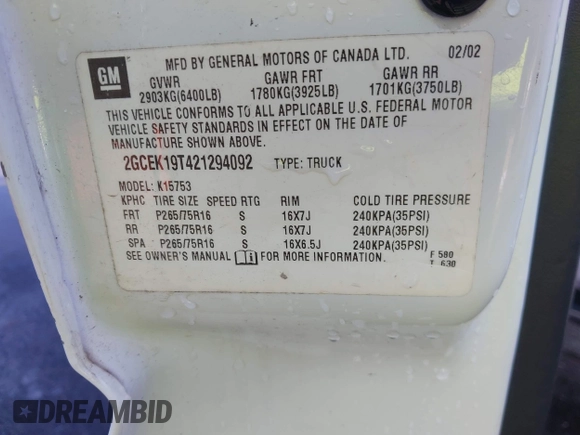 GM
MFD BY GENERAL MOTORS OF CANADA LTD. 02/02
GVWR GAWR FRT GAWR RR
2903KG(6400LB) 1780KG(3925LB) 1701KG(3750LB)
THIS VEHICLE CONFORMS TO ALL APPLICABLE U.S. FEDERAL MOTOR
VEHICLE SAFETY STANDARDS IN EFFECT ON THE DATE OF
MANUFACTURE SHOWN ABOVE.
2GCEK19T421294092 TYPE: TRUCK
MODEL: K15753
KPHC TIRE SIZE SPEED RTG RIM COLD TIRE PRESSURE
FRT P265/75R16 S 16X7J 240KPA(35PSI)
RR P265/75R16 S 16X7J 240KPA(35PSI)
SPA P265/75R16 S 16X6.5J 240KPA(35PSI)
SEE OWNER'S MANUAL FOR MORE INFORMATION. F 580
T 630
DREAMBID